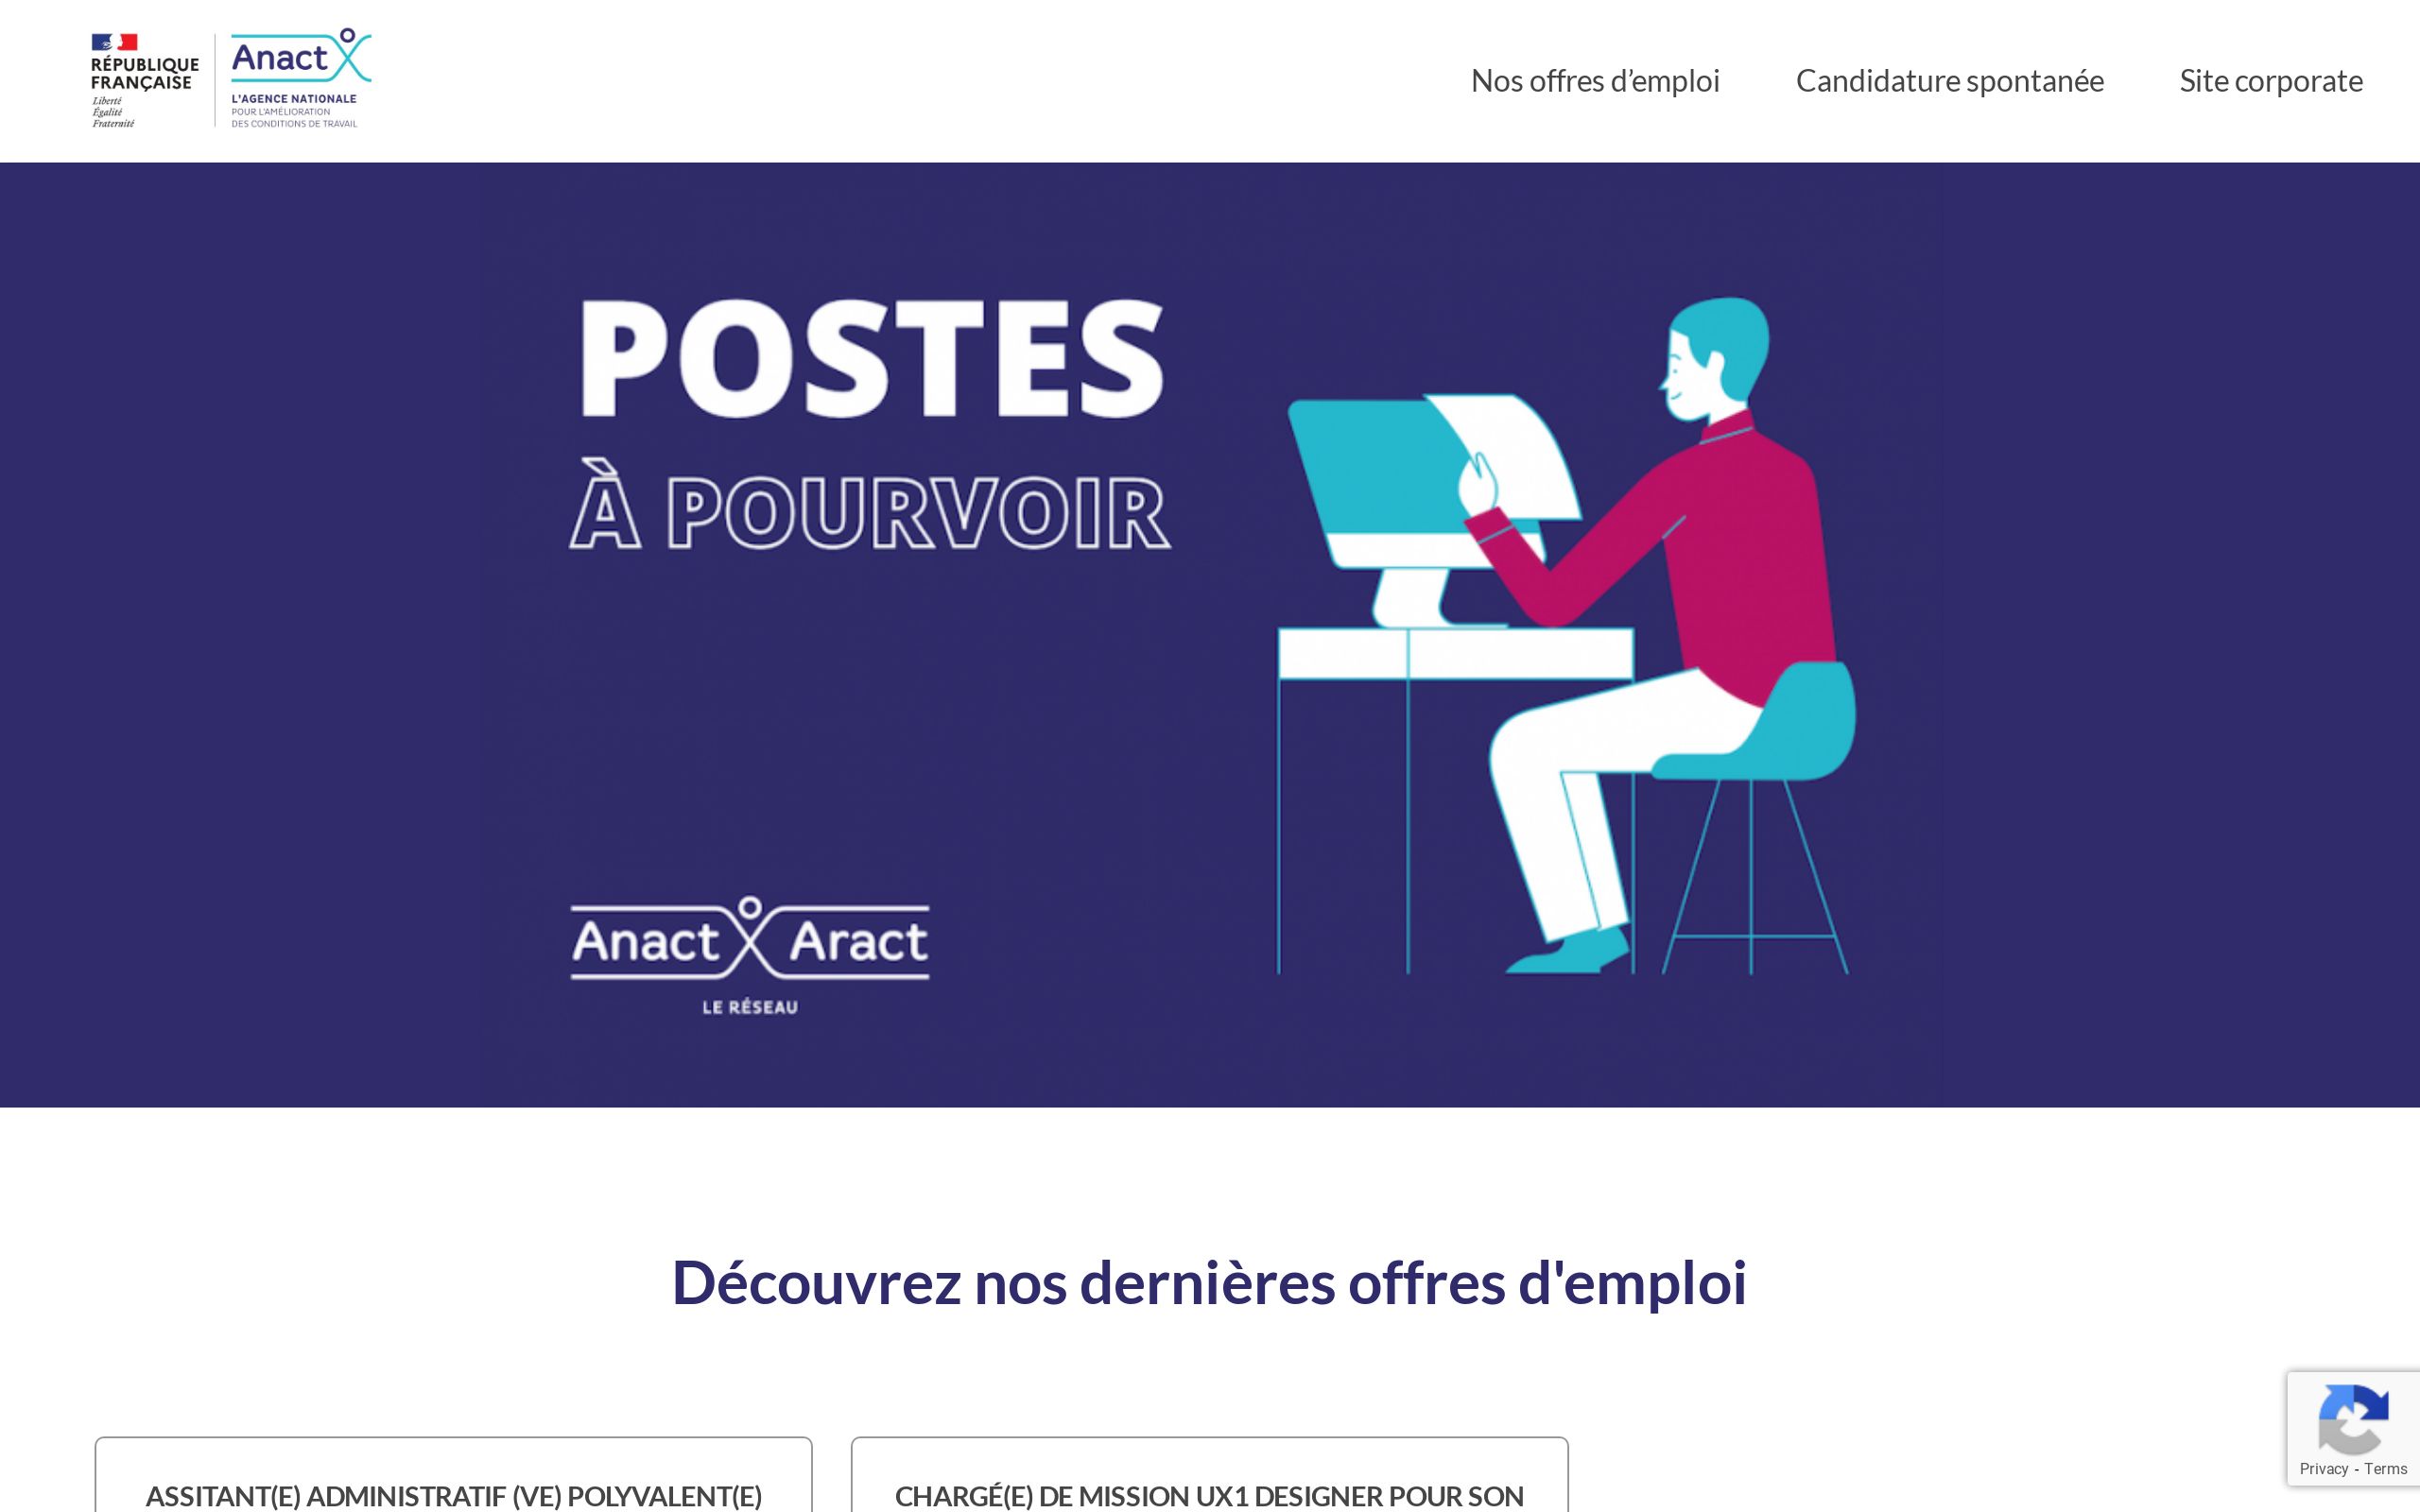 RÉPUBLIQUE
FRANÇAISE
Liberté
Égalité
Fraternité
Anact
L'AGENCE NATIONALE
POUR L'AMÉLIORATION
DES CONDITIONS DE TRAVAIL
Nos offres d’emploi
Candidature spontanée
Site corporate
POSTES
À POURVOIR
Anact Aract
LE RÉSEAU
Découvrez nos dernières offres d'emploi
ASSITANT(E) ADMINISTRATIF (VE) POLYVALENT(E)
CHARGÉ(E) DE MISSION UX1 DESIGNER POUR SON
Privacy - Terms